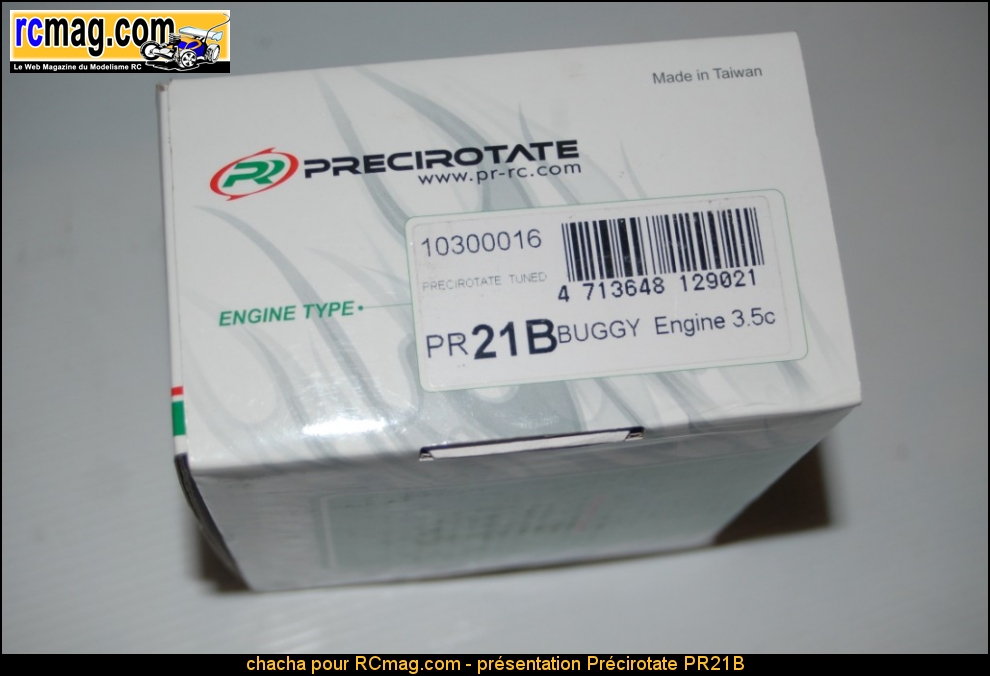 rcmag.com
Le Web Magazine du Modelisme RC
Made in Taiwan
PR PRECIROTATE
www.pr-rc.com
10300016
PRECIROTATE TUNED
4 713648 129021
ENGINE TYPE
PR21B BUGGY Engine 3.5c
chacha pour RCmag.com - présentation Précirotate PR21B